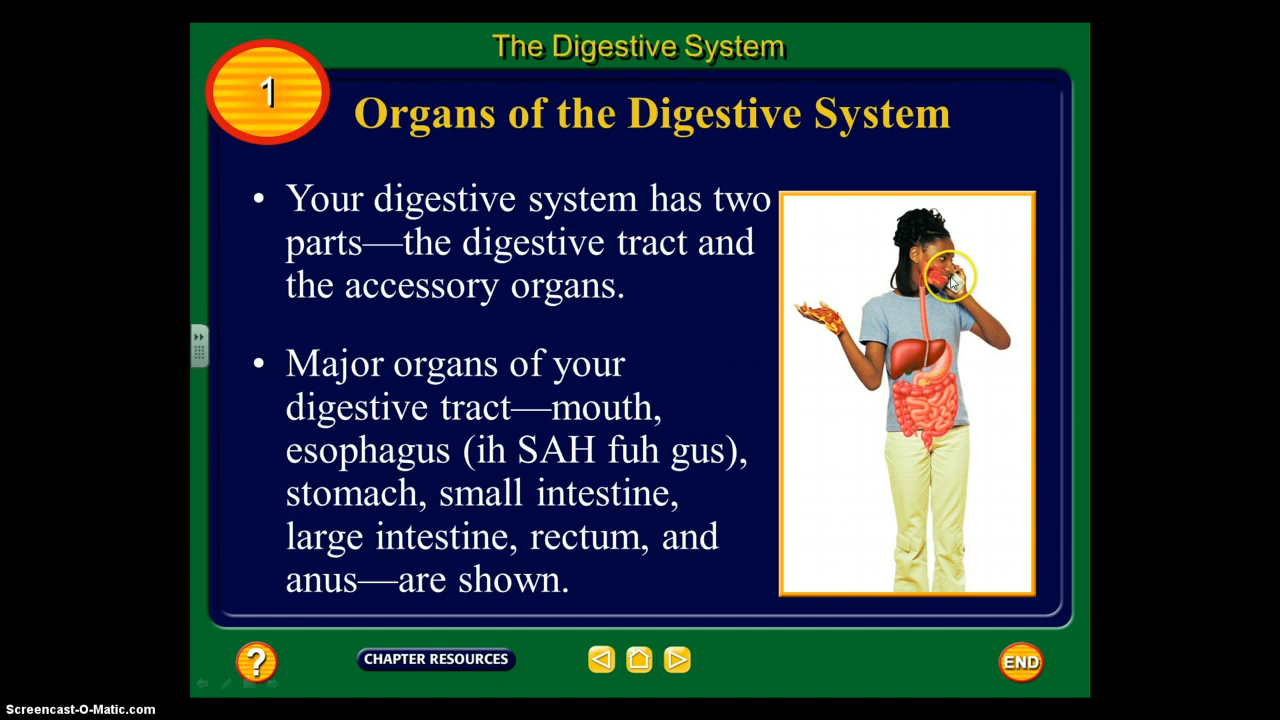 The Digestive System
1
Organs of the Digestive System
• Your digestive system has two
parts—the digestive tract and
the accessory organs.
• Major organs of your
digestive tract—mouth,
esophagus (ih SAH fuh gus),
stomach, small intestine,
large intestine, rectum, and
anus—are shown.
?
CHAPTER RESOURCES
END
Screencast-O-Matic.com